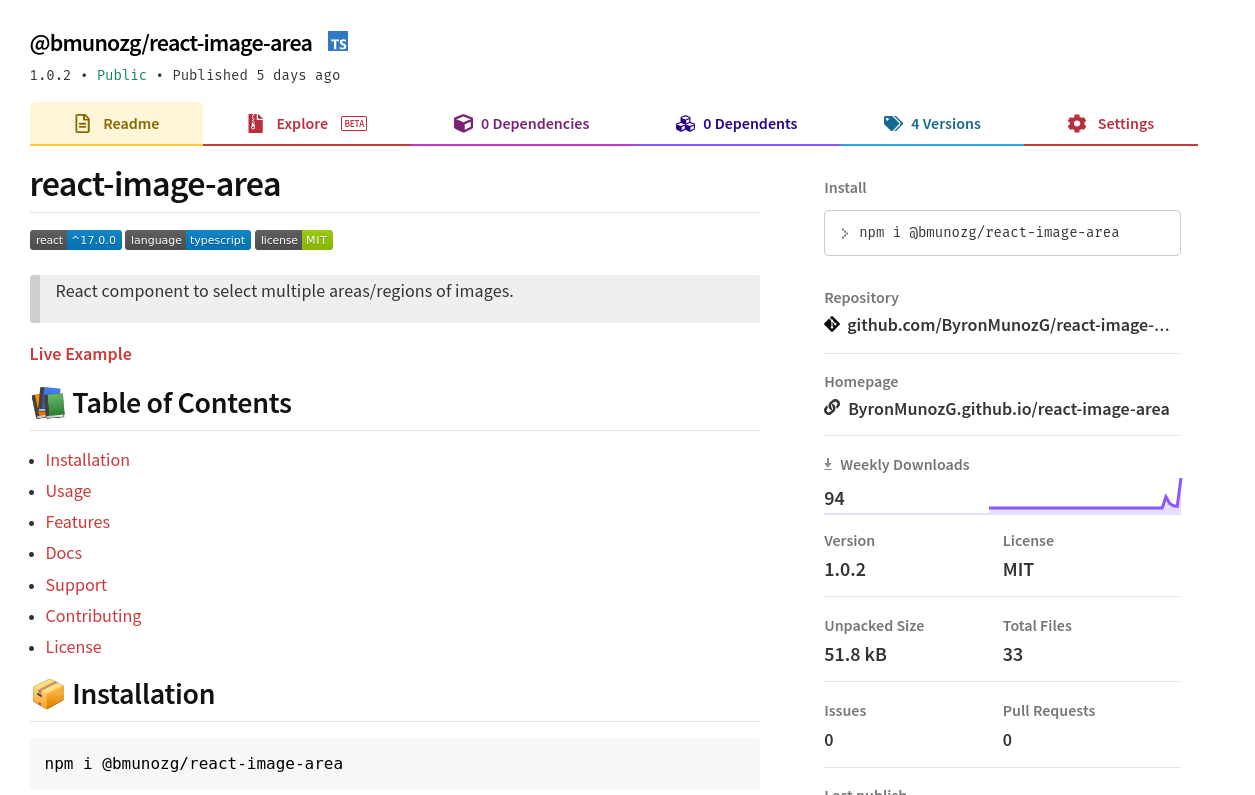 @bmunozg/react-image-area TS
1.0.2 • Public • Published 5 days ago
Readme
Explore BETA
0 Dependencies
0 Dependents
4 Versions
Settings
react-image-area
react ^17.0.0 language typescript license MIT
React component to select multiple areas/regions of images.
Live Example
Table of Contents
• Installation
• Usage
• Features
• Docs
• Support
• Contributing
• License
Installation
npm i @bmunozg/react-image-area
Install
> npm i @bmunozg/react-image-area
Repository
github.com/ByronMunozG/react-image-...
Homepage
ByronMunozG.github.io/react-image-area
Weekly Downloads
94
Version License
1.0.2 MIT
Unpacked Size Total Files
51.8 kB 33
Issues Pull Requests
0 0
Last publish